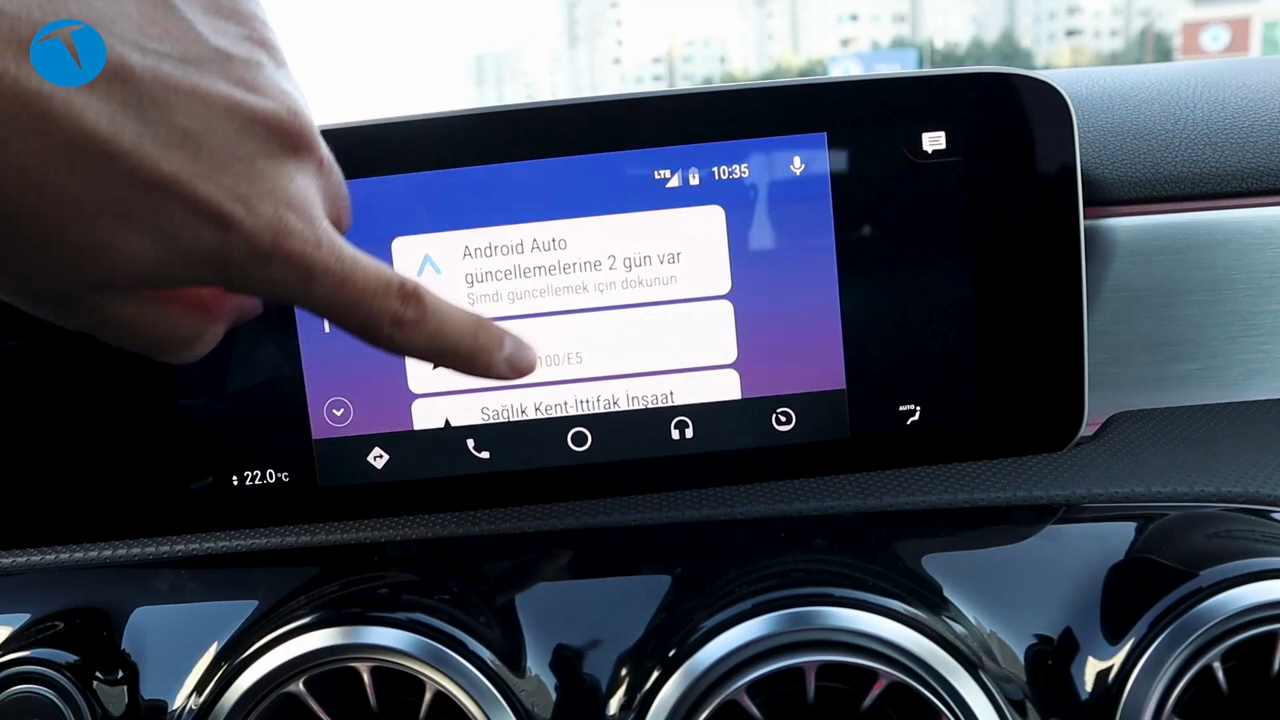 LTE 10:35
Android Auto
güncellemelerine 2 gün var
Şimdi güncellemek için dokunun
100/E5
Sağlık Kent-İttifak İnşaat
AUTO
22.0°C